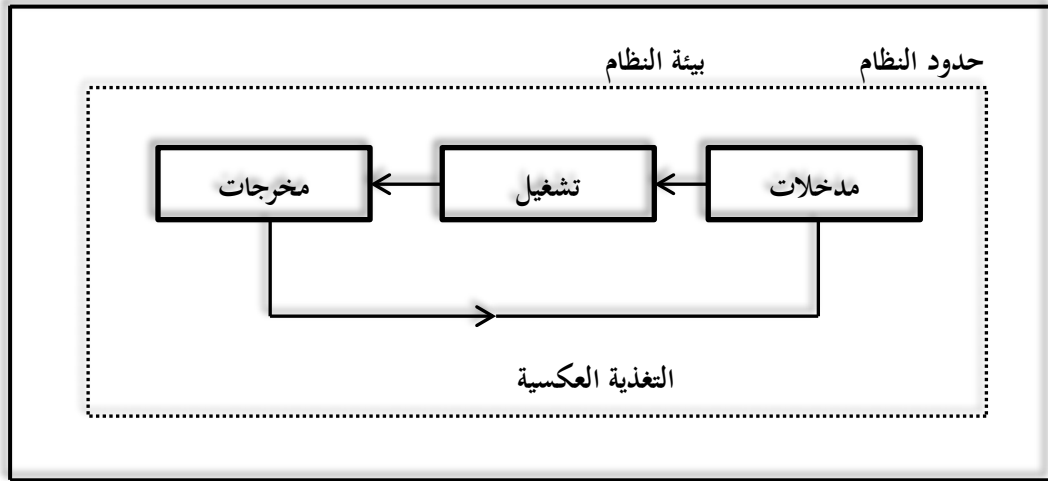 حدود النظام
بيئة النظام
مدخلات
تشغيل
مخرجات
التغذية العكسية